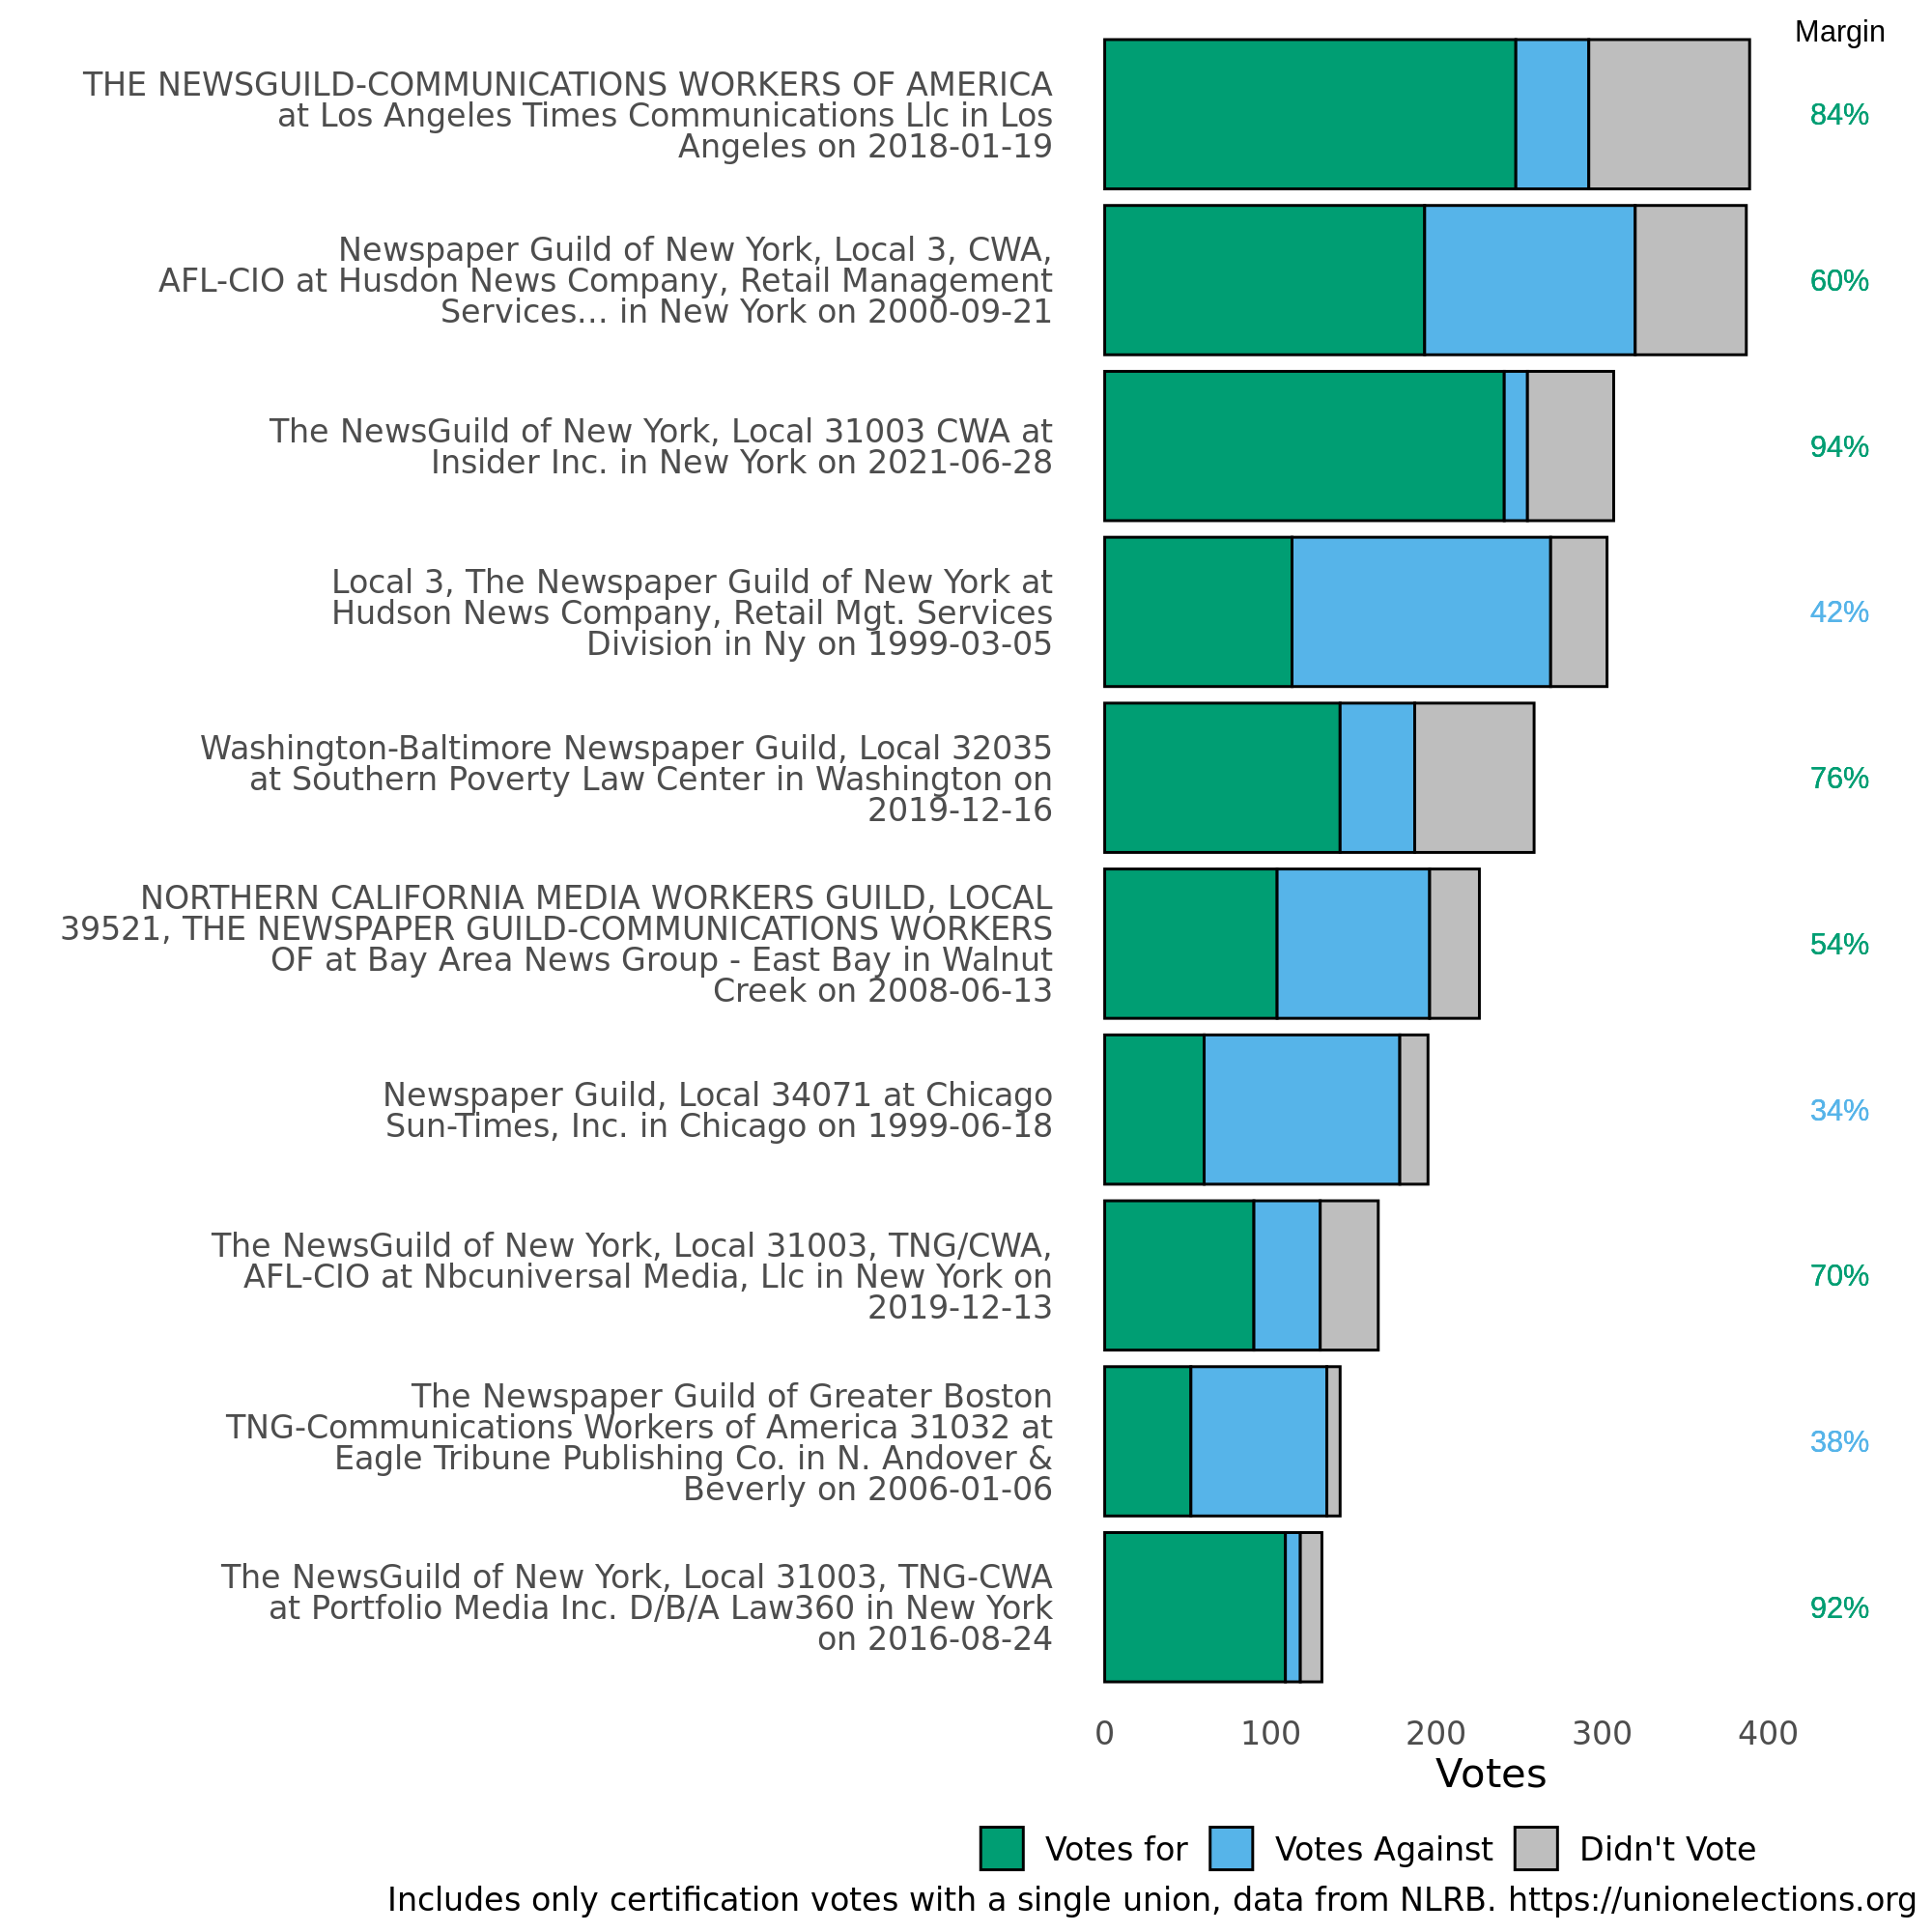 Margin
THE NEWSGUILD-COMMUNICATIONS WORKERS OF AMERICA
at Los Angeles Times Communications Llc in Los
Angeles on 2018-01-19
84%
Newspaper Guild of New York, Local 3, CWA,
AFL-CIO at Husdon News Company, Retail Management
Services... in New York on 2000-09-21
60%
The NewsGuild of New York, Local 31003 CWA at
Insider Inc. in New York on 2021-06-28
94%
Local 3, The Newspaper Guild of New York at
Hudson News Company, Retail Mgt. Services
Division in Ny on 1999-03-05
42%
Washington-Baltimore Newspaper Guild, Local 32035
at Southern Poverty Law Center in Washington on
2019-12-16
76%
NORTHERN CALIFORNIA MEDIA WORKERS GUILD, LOCAL
39521, THE NEWSPAPER GUILD-COMMUNICATIONS WORKERS
OF at Bay Area News Group - East Bay in Walnut
Creek on 2008-06-13
54%
Newspaper Guild, Local 34071 at Chicago
Sun-Times, Inc. in Chicago on 1999-06-18
34%
The NewsGuild of New York, Local 31003, TNG/CWA,
AFL-CIO at Nbcuniversal Media, Llc in New York on
2019-12-13
70%
The Newspaper Guild of Greater Boston
TNG-Communications Workers of America 31032 at
Eagle Tribune Publishing Co. in N. Andover &
Beverly on 2006-01-06
38%
The NewsGuild of New York, Local 31003, TNG-CWA
at Portfolio Media Inc. D/B/A Law360 in New York
on 2016-08-24
92%
0 100 200 300 400
Votes
Votes for Votes Against Didn't Vote
Includes only certification votes with a single union, data from NLRB. https://unionelections.org